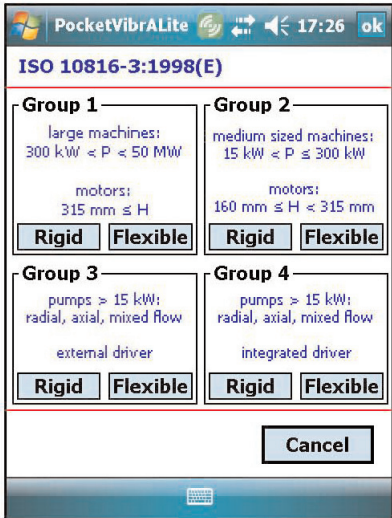 PocketVibrALite 17:26 ok
ISO 10816-3:1998(E)
Group 1
large machines:
300 kW < P < 50 MW
motors:
315 mm ≤ H
Rigid Flexible
Group 2
medium sized machines:
15 kW < P ≤ 300 kW
motors:
160 mm ≤ H < 315 mm
Rigid Flexible
Group 3
pumps > 15 kW:
radial, axial, mixed flow
external driver
Rigid Flexible
Group 4
pumps > 15 kW:
radial, axial, mixed flow
integrated driver
Rigid Flexible
Cancel